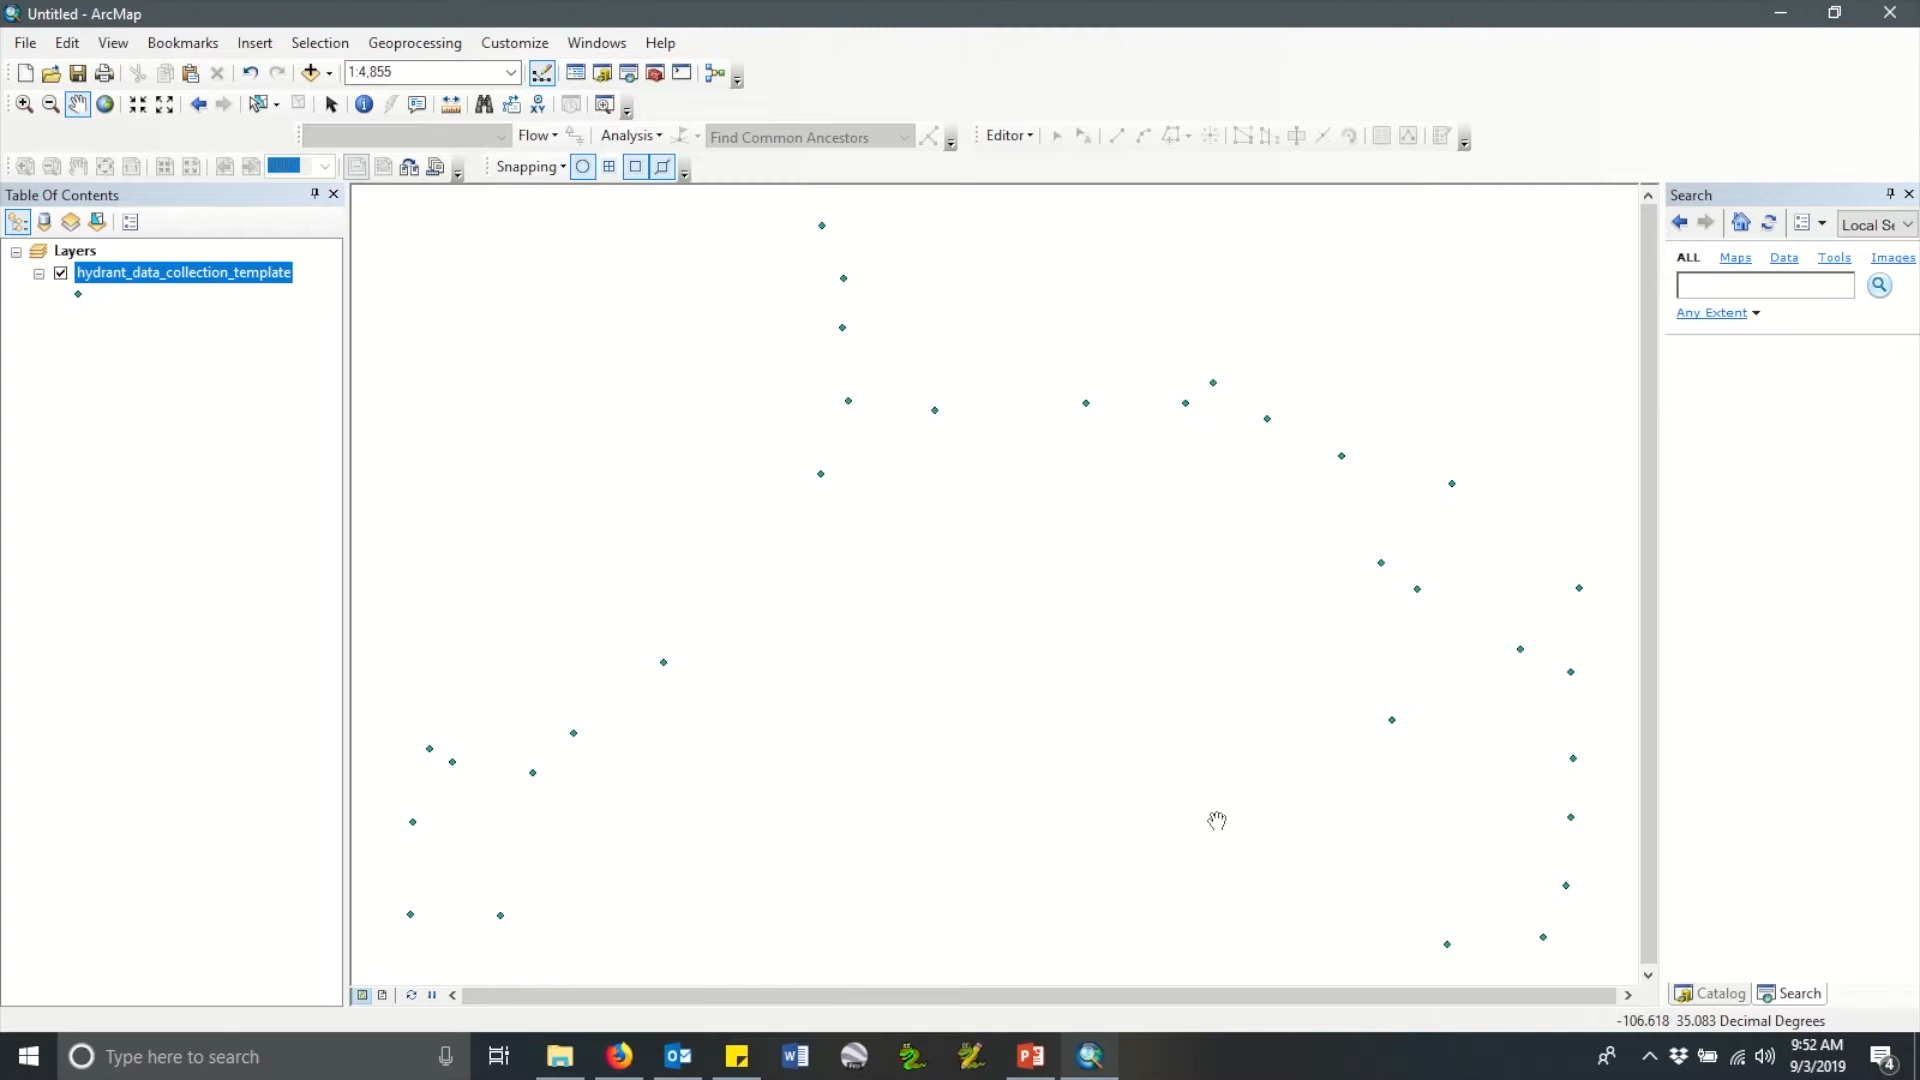 Untitled - ArcMap
File Edit View Bookmarks Insert Selection Geoprocessing Customize Windows Help
1:4,855
Flow Analysis Find Common Ancestors Editor
Snapping
Table Of Contents
Layers
hydrant_data_collection_template
Search
Local Se
ALL Maps Data Tools Images
Any Extent
Catalog Search
-106.618 35.083 Decimal Degrees
Type here to search
9:52 AM
9/3/2019
4